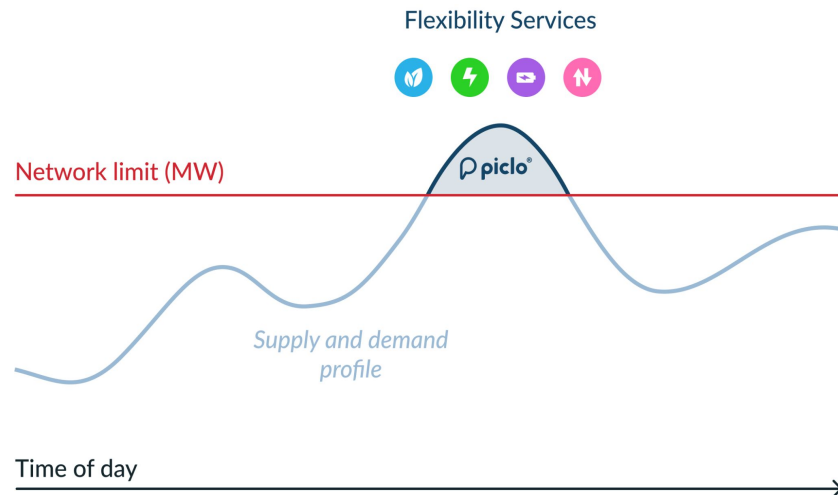 Flexibility Services
Network limit (MW)
piclo®
Supply and demand
profile
Time of day